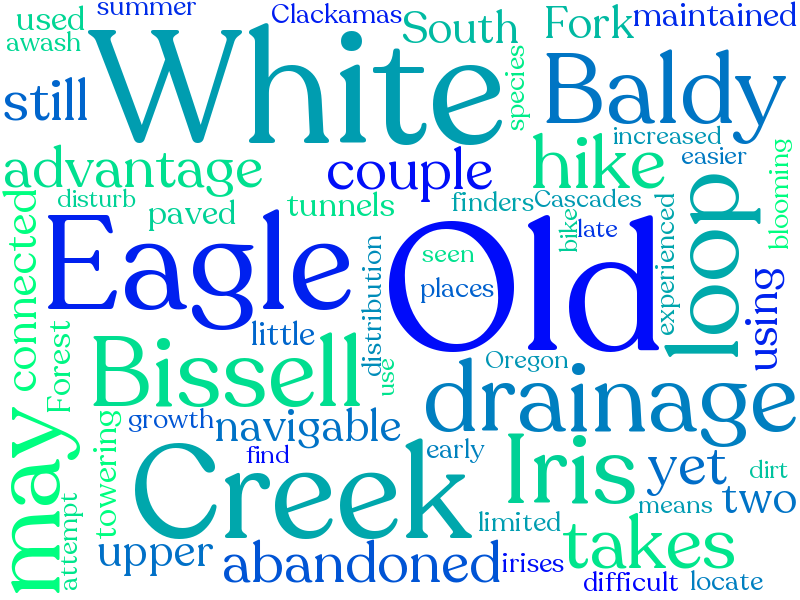 summer
used
Clackamas
South
Fork
maintained
awash
White
species
Baldy
still
increased
easier
blooming
advantage
couple
hike
disturb
paved
tunnels
finders
Cascades
connected
Eagle
Old
bike
late
experienced
loop
seen
places
distribution
using
little
Forest
Bissell
use
Oregon
drainage
may
growth
navigable
towering
find
Creek
early
Iris
yet
dirt
attempt
means
two
limited
upper
abandoned
irises
takes
difficult
locate